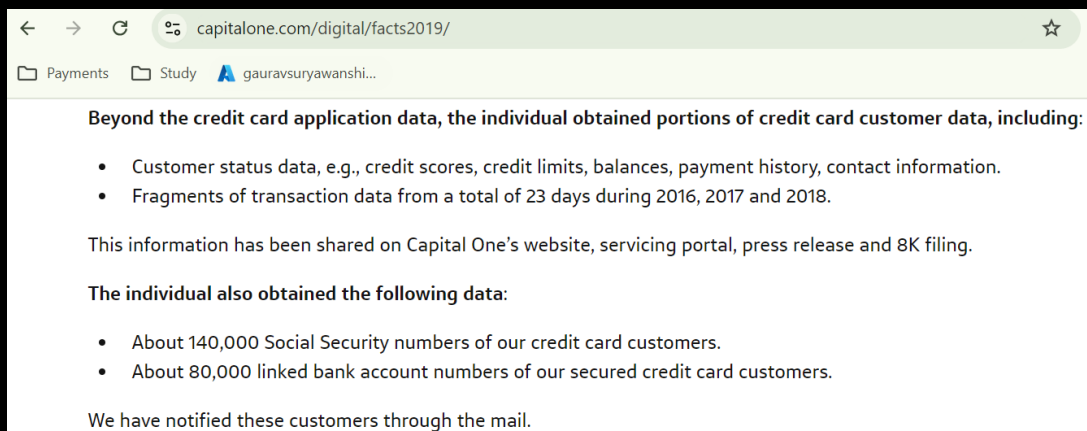 capitalone.com/digital/facts2019/
Payments Study gauravsuryawanshi...
Beyond the credit card application data, the individual obtained portions of credit card customer data, including:
• Customer status data, e.g., credit scores, credit limits, balances, payment history, contact information.
• Fragments of transaction data from a total of 23 days during 2016, 2017 and 2018.
This information has been shared on Capital One’s website, servicing portal, press release and 8K filing.
The individual also obtained the following data:
• About 140,000 Social Security numbers of our credit card customers.
• About 80,000 linked bank account numbers of our secured credit card customers.
We have notified these customers through the mail.